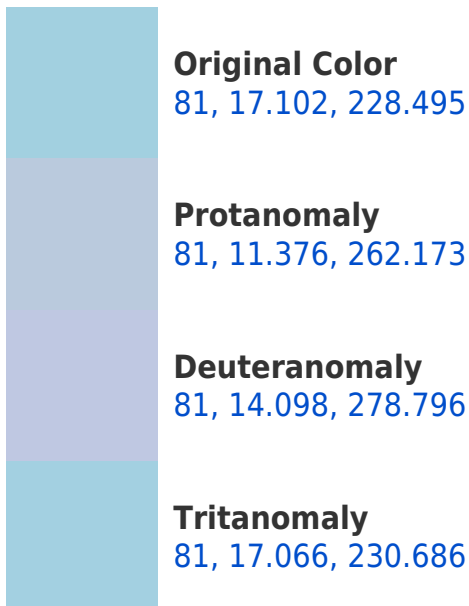 Original Color
81, 17.102, 228.495
Protanomaly
81, 11.376, 262.173
Deuteranomaly
81, 14.098, 278.796
Tritanomaly
81, 17.066, 230.686